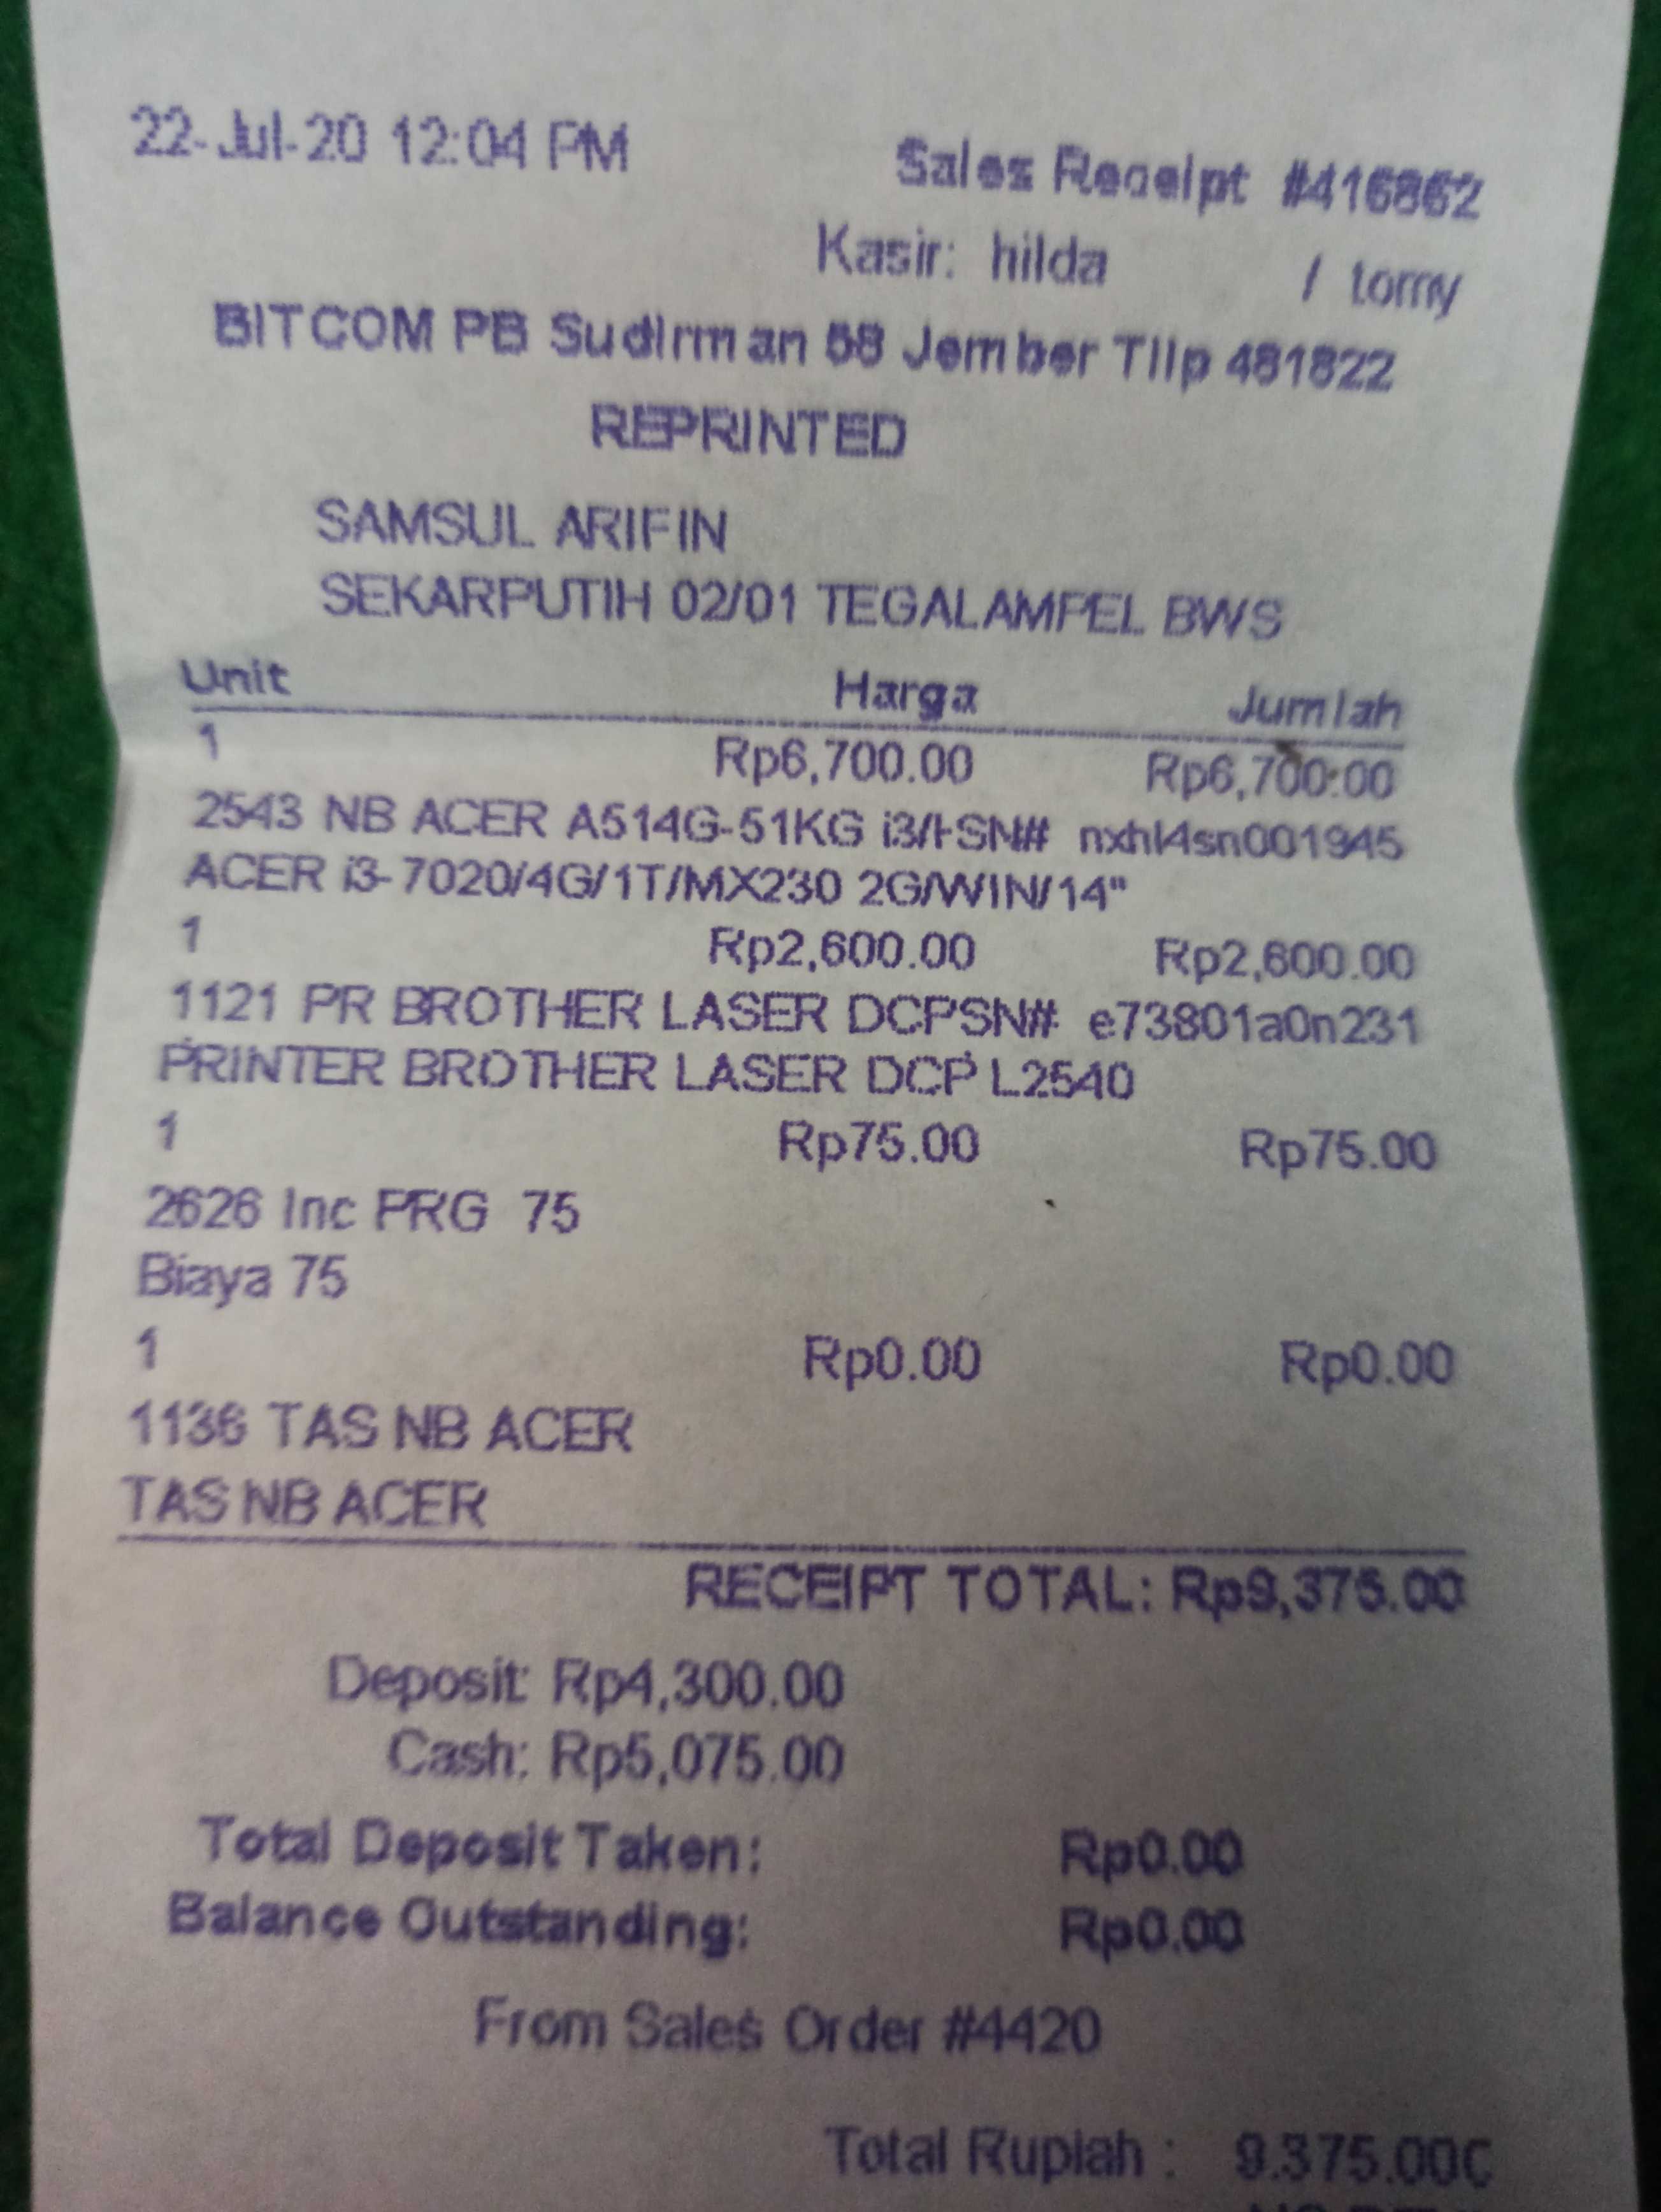 22-Jul-20 12:04 PM
Sales Receipt #416862
Kasir: hilda / tomy
BITCOM PB Sudirman 58 Jember Tllp 481822
REPRINTED
SAMSUL ARIFIN
SEKARPUTIH 02/01 TEGALAMPEL BWS
Unit Harga Jumlah
1 Rp6,700.00 Rp6,700.00
2543 NB ACER A514G-51KG i3/HSN# nxhl4sn001945
ACER i3-7020/4G/1T/MX230 2G/WIN/14"
1 Rp2,600.00 Rp2,600.00
1121 PR BROTHER LASER DCPSN# e73801a0n231
PRINTER BROTHER LASER DCP L2540
1 Rp75.00 Rp75.00
2626 Inc PRG 75
Biaya 75
1 Rp0.00 Rp0.00
1136 TAS NB ACER
TAS NB ACER
RECEIPT TOTAL: Rp9,375.00
Deposit: Rp4,300.00
Cash: Rp5,075.00
Total Deposit Taken: Rp0.00
Balance Outstanding: Rp0.00
From Sales Order #4420
Total Rupiah : 9.375.000